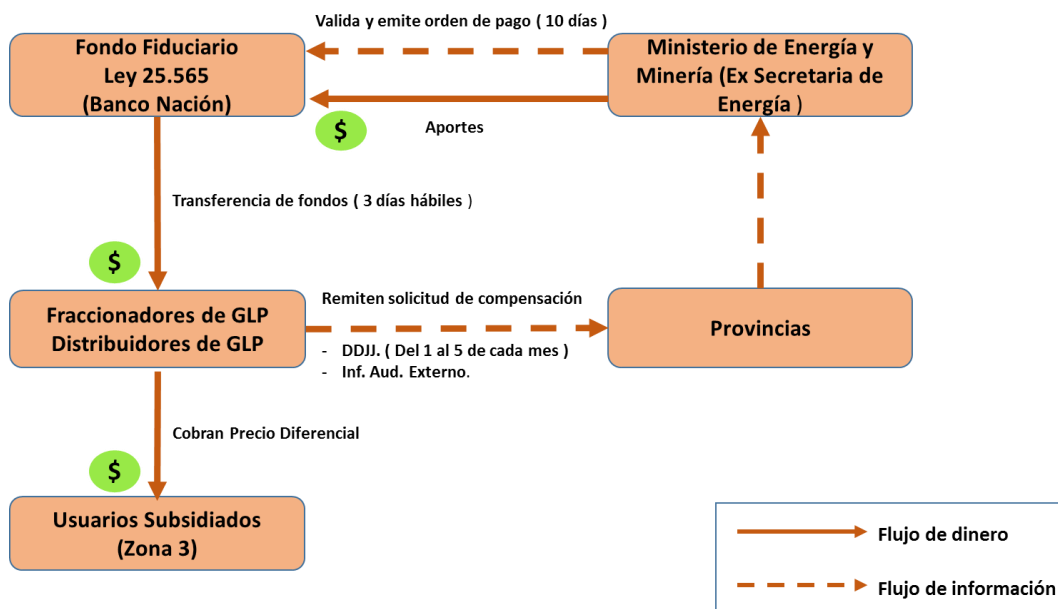 Valida y emite orden de pago ( 10 días )
Fondo Fiduciario
Ley 25.565
(Banco Nación)
Ministerio de Energía y
Minería (Ex Secretaria de
Energía )
$
Aportes
Transferencia de fondos ( 3 días hábiles )
$
Fraccionadores de GLP
Distribuidores de GLP
Remiten solicitud de compensación
- DDJJ. ( Del 1 al 5 de cada mes )
- Inf. Aud. Externo.
Provincias
Cobran Precio Diferencial
$
Usuarios Subsidiados
(Zona 3)
Flujo de dinero
Flujo de información